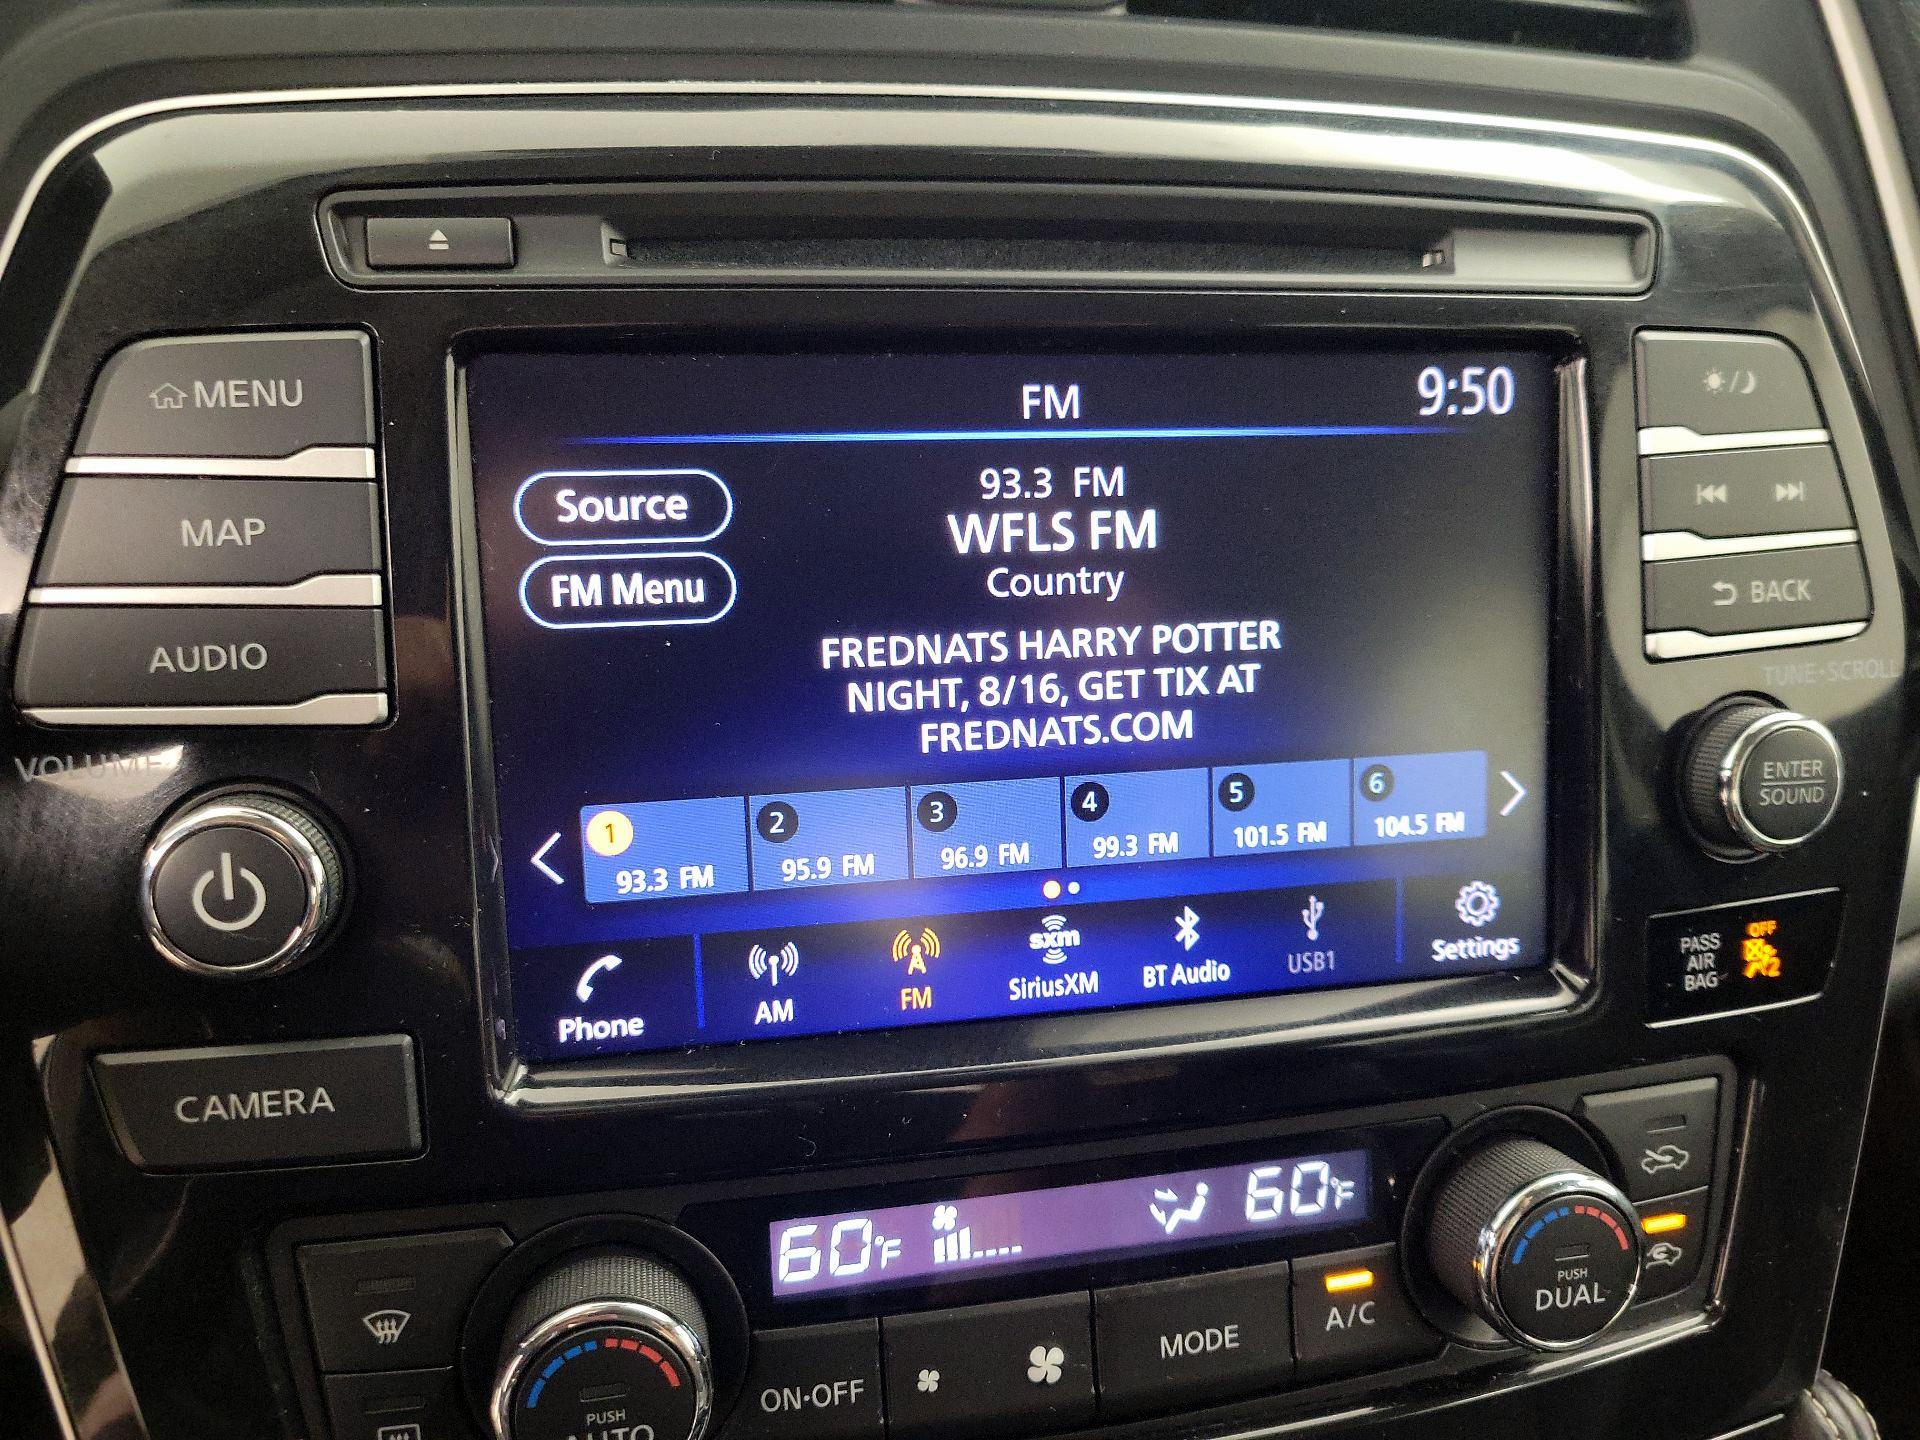 MENU
MAP
AUDIO
VOLUME
CAMERA
FM
9:50
Source
FM Menu
93.3 FM
WFLS FM
Country
FREDNATS HARRY POTTER
NIGHT, 8/16, GET TIX AT
FREDNATS.COM
1
93.3 FM
2
95.9 FM
3
96.9 FM
4
99.3 FM
5
101.5 FM
6
104.5 FM
Phone
AM
FM
sxm
SiriusXM
BT Audio
USB1
Settings
BACK
TUNE·SCROLL
ENTER
SOUND
PASS
AIR
BAG
OFF
2
60°F
60°F
PUSH
AUTO
ON·OFF
MODE
A/C
PUSH
DUAL